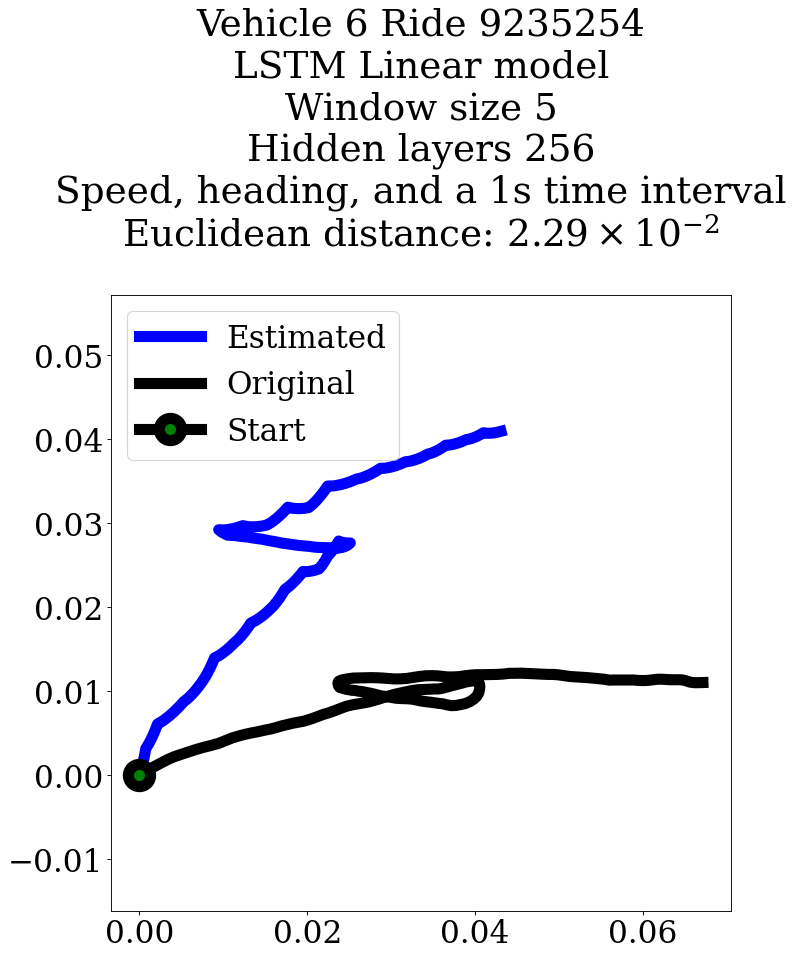 Vehicle 6 Ride 9235254
LSTM Linear model
Window size 5
Hidden layers 256
Speed, heading, and a 1s time interval
Euclidean distance: 2.29 × 10⁻²
Estimated
Original
Start
0.05
0.04
0.03
0.02
0.01
0.00
−0.01
0.00 0.02 0.04 0.06